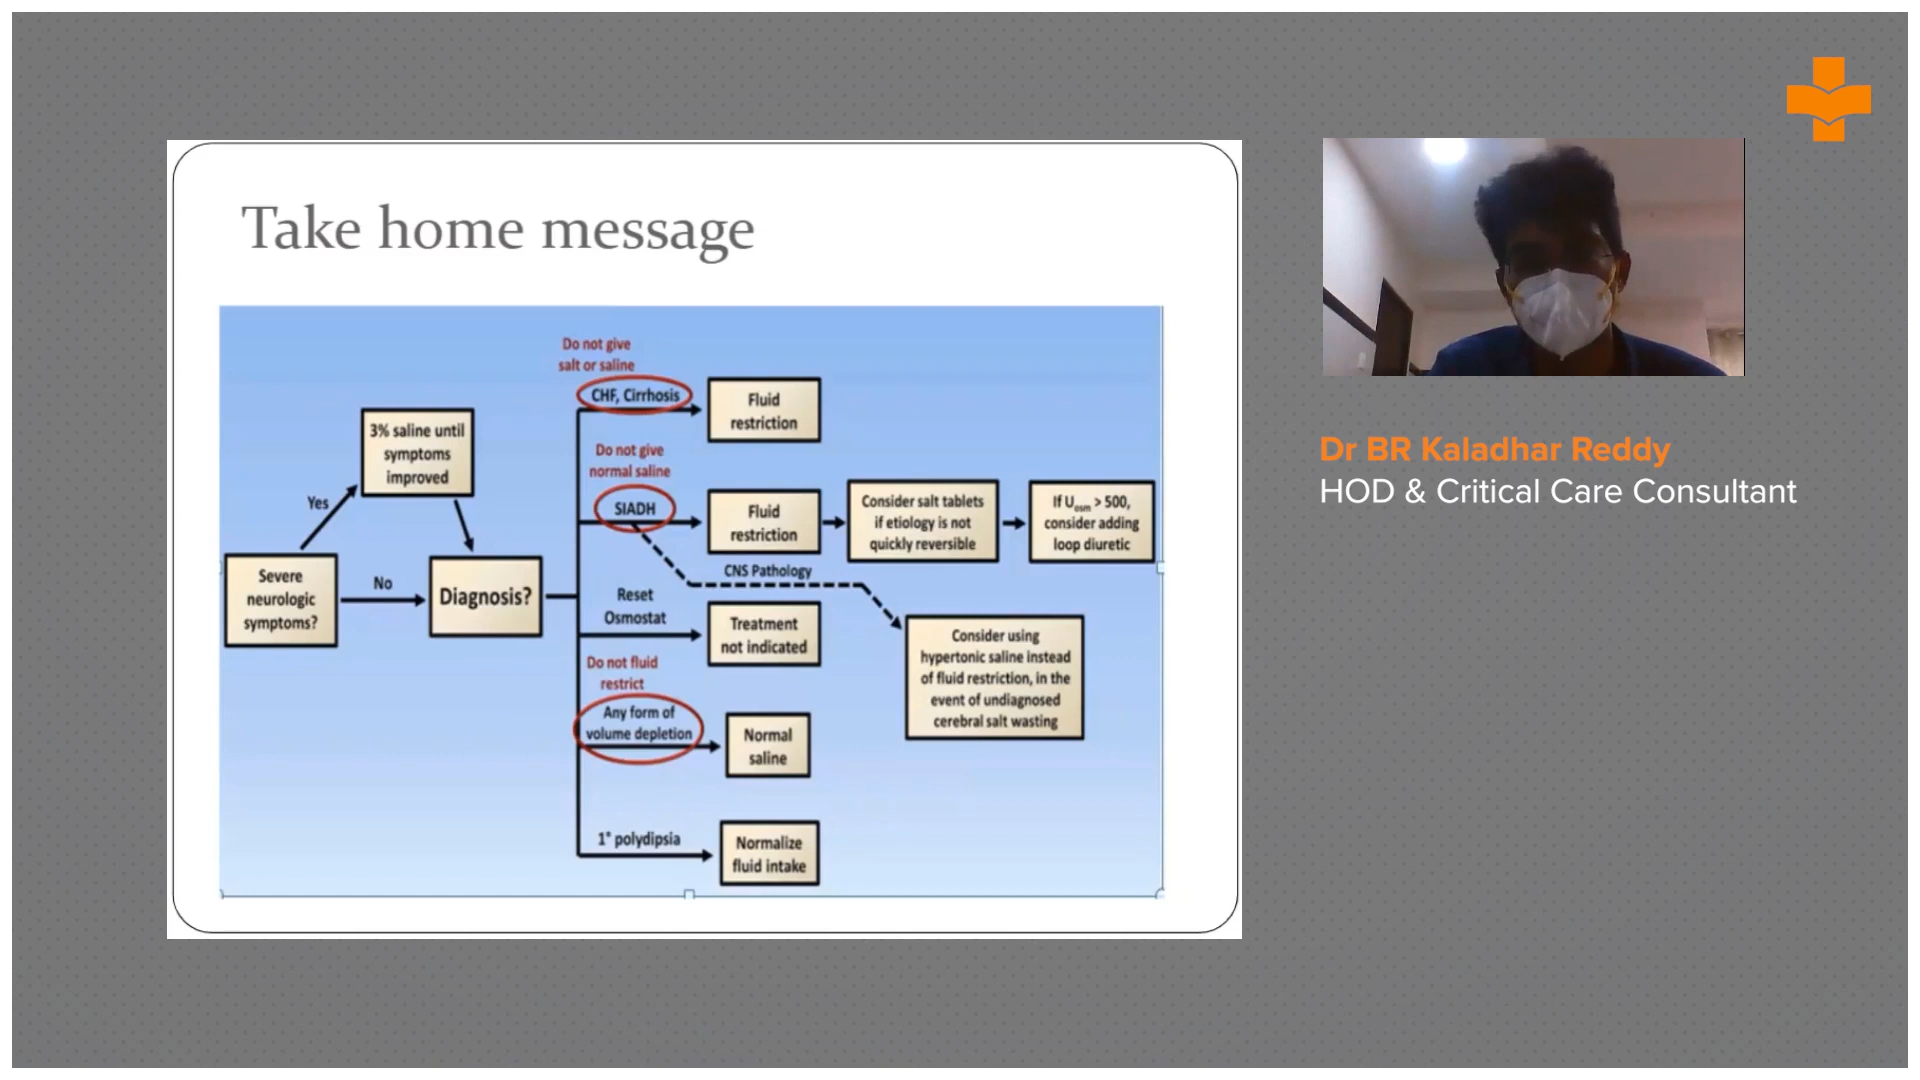 Take home message
Do not give
salt or saline
CHF, Cirrhosis
Fluid
restriction
3% saline until
symptoms
improved
Do not give
normal saline
SIADH
Fluid
restriction
Consider salt tablets
if etiology is not
quickly reversible
If Uosm > 500,
consider adding
loop diuretic
Yes
Severe
neurologic
symptoms?
No
Diagnosis?
CNS Pathology
Reset
Osmostat
Treatment
not indicated
Consider using
hypertonic saline instead
of fluid restriction, in the
event of undiagnosed
cerebral salt wasting
Do not fluid
restrict
Any form of
volume depletion
Normal
saline
1° polydipsia
Normalize
fluid intake
Dr BR Kaladhar Reddy
HOD & Critical Care Consultant